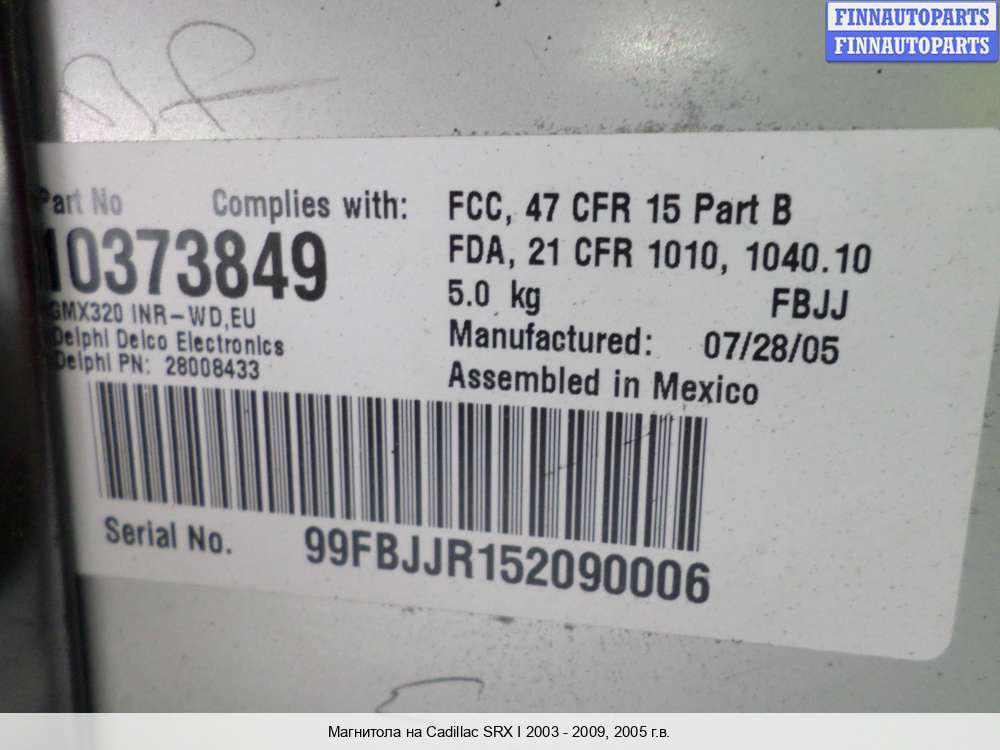 FINNAUTOPARTS
FINNAUTOPARTS
Part No
10373849
GMX320 INR-WD,EU
Delphi Delco Electronics
Delphi PN: 28008433
Complies with:
FCC, 47 CFR 15 Part B
FDA, 21 CFR 1010, 1040.10
5.0 kg FBJJ
Manufactured: 07/28/05
Assembled in Mexico
Serial No. 99FBJJR152090006
Магнитола на Cadillac SRX I 2003 - 2009, 2005 г.в.